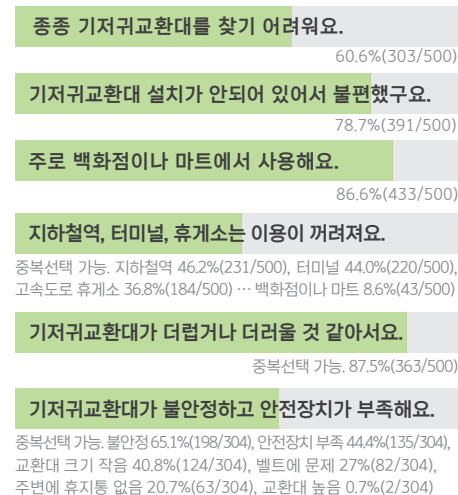 종종 기저귀교환대를 찾기 어려워요.
60.6%(303/500)
기저귀교환대 설치가 안되어 있어서 불편했구요.
78.7%(391/500)
주로 백화점이나 마트에서 사용해요.
86.6%(433/500)
지하철역, 터미널, 휴게소는 이용이 꺼려져요.
중복선택 가능. 지하철역 46.2%(231/500), 터미널 44.0%(220/500),
고속도로 휴게소 36.8%(184/500) … 백화점이나 마트 8.6%(43/500)
기저귀교환대가 더럽거나 더러울 것 같아서요.
중복선택 가능. 87.5%(363/500)
기저귀교환대가 불안정하고 안전장치가 부족해요.
중복선택 가능. 불안정 65.1%(198/304), 안전장치 부족 44.4%(135/304),
교환대 크기 작음 40.8%(124/304), 벨트에 문제 27%(82/304),
주변에 휴지통 없음 20.7%(63/304), 교환대 높음 0.7%(2/304)